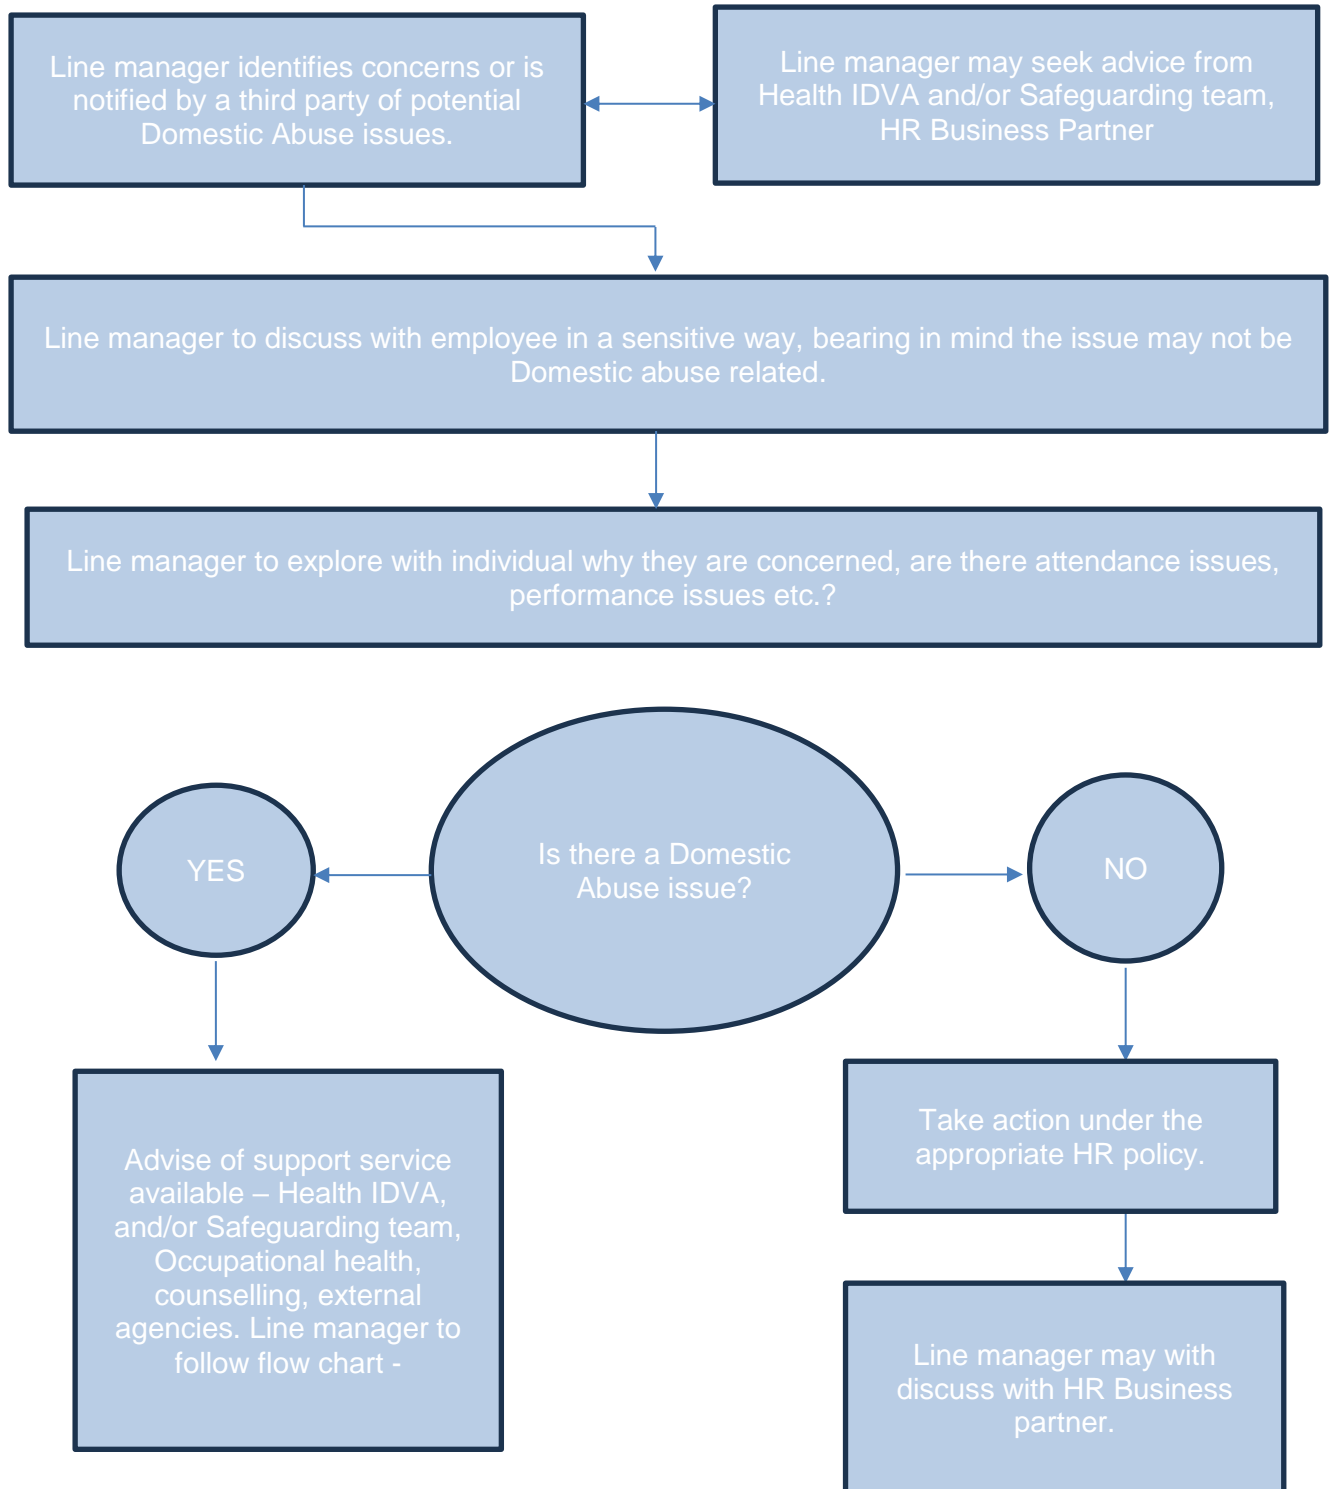 Line manager identifies concerns or is
notified by a third party of potential
Domestic Abuse issues.
Line manager may seek advice from
Health IDVA and/or Safeguarding team,
HR Business Partner
Line manager to discuss with employee in a sensitive way, bearing in mind the issue may not be
Domestic abuse related.
Line manager to explore with individual why they are concerned, are there attendance issues,
performance issues etc.?
Is there a Domestic
Abuse issue?
YES
NO
Advise of support service
available – Health IDVA,
and/or Safeguarding team,
Occupational health,
counselling, external
agencies. Line manager to
follow flow chart -
Take action under the
appropriate HR policy.
Line manager may with
discuss with HR Business
partner.